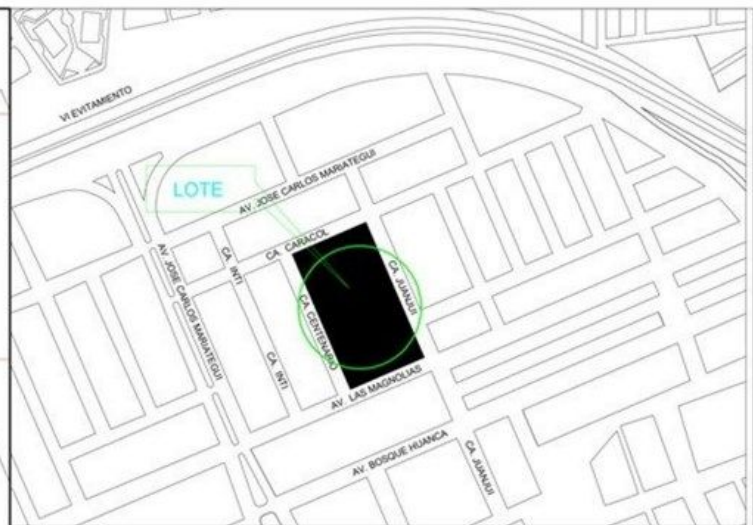 VI EVITAMIENTO
LOTE
AV. JOSE CARLOS MARIATEGUI
CA. CARACOL
CA. INTI
AV. JOSE CARLOS MARIATEGUI
CA. JUANJUI
CA. CENTENARIO
CA. INTI
AV. LAS MAGNOLIAS
AV. BOSQUE HUANCA
CA. JUANJUI